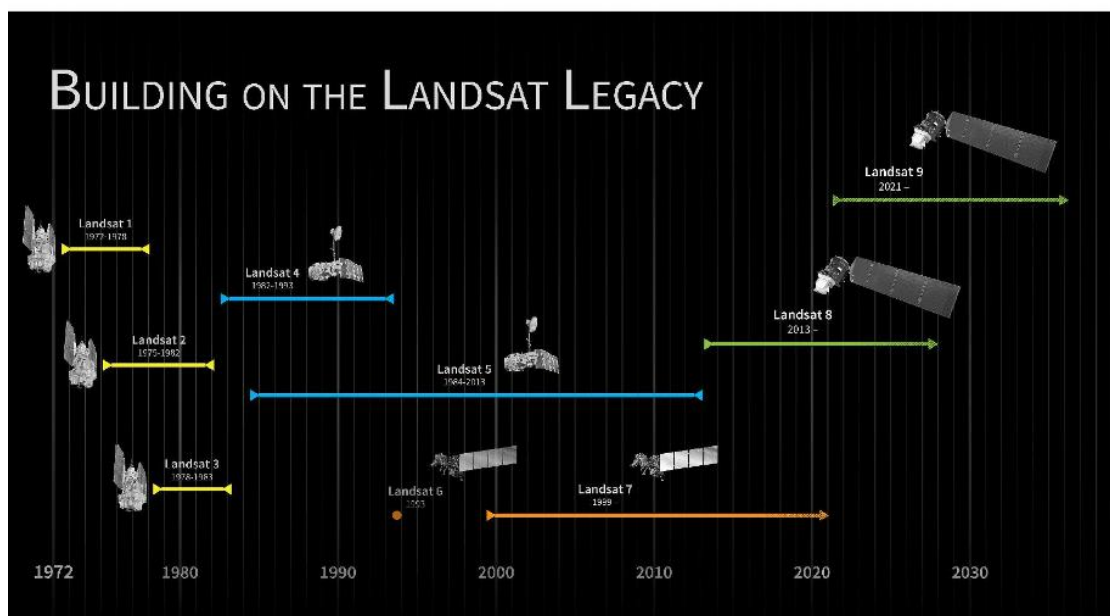 BUILDING ON THE LANDSAT LEGACY
Landsat 9
2021 –
Landsat 1
1972-1978
Landsat 4
1982-1993
Landsat 8
2013 –
Landsat 2
1975-1982
Landsat 5
1984-2013
Landsat 3
1978-1983
Landsat 6
1993
Landsat 7
1999
1972
1980
1990
2000
2010
2020
2030